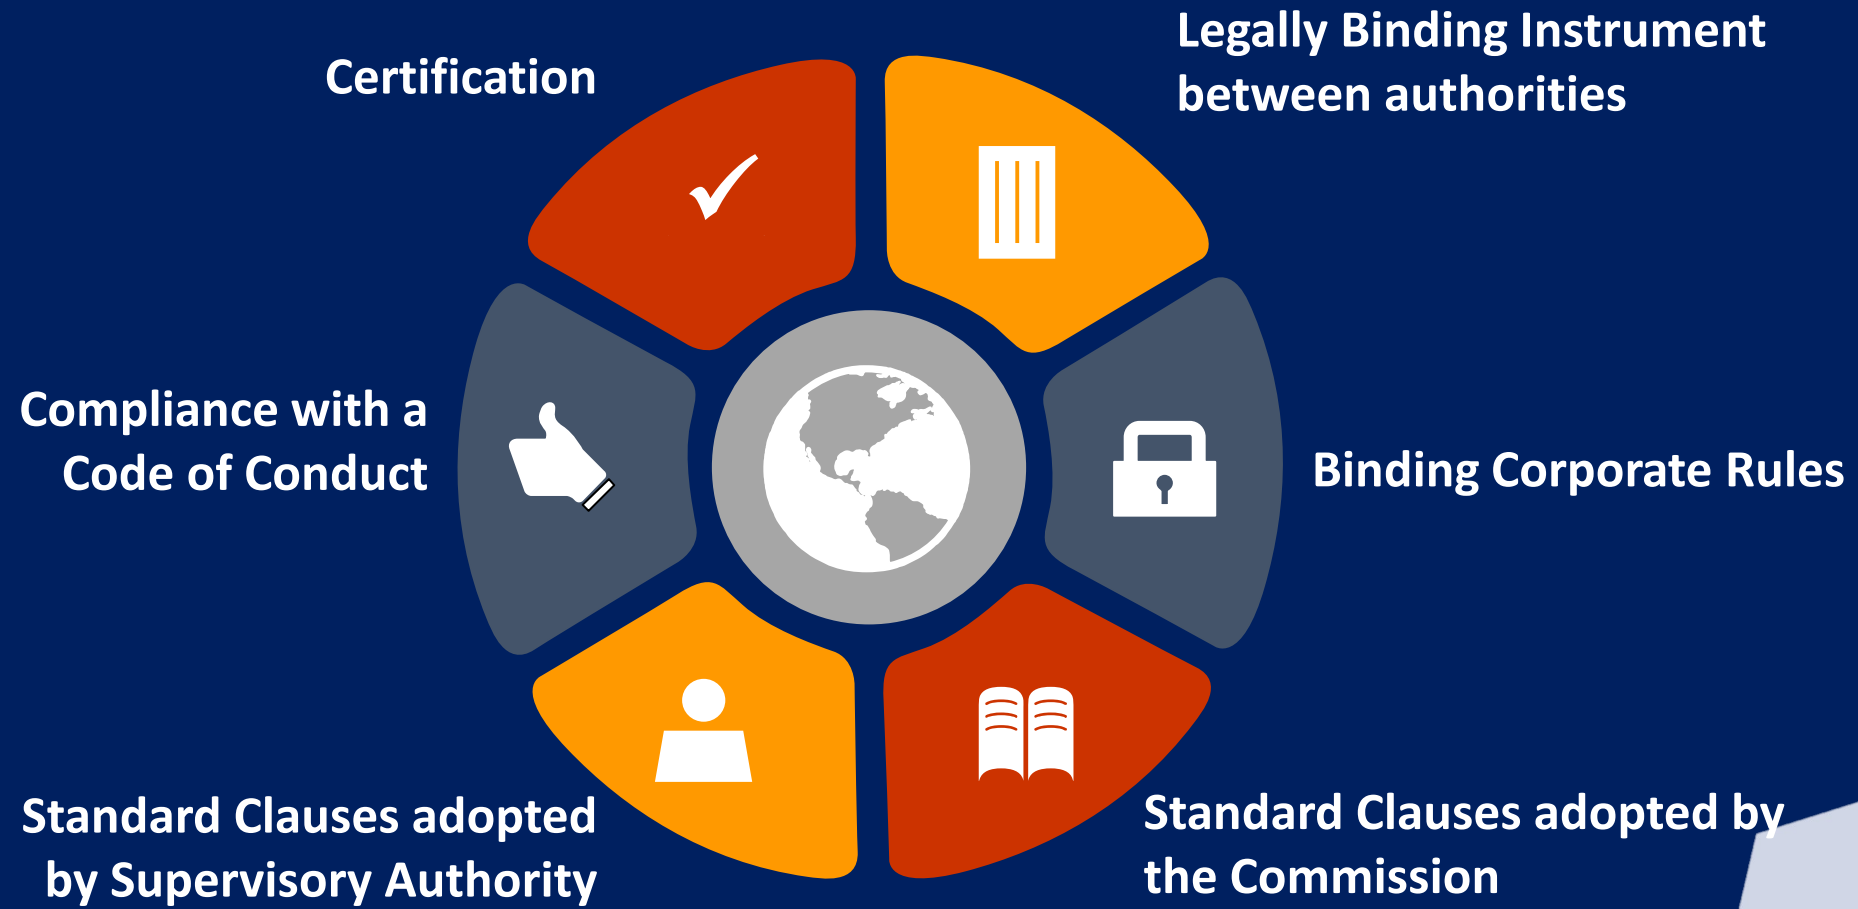 Certification
Legally Binding Instrument
between authorities
Compliance with a
Code of Conduct
Binding Corporate Rules
Standard Clauses adopted
by Supervisory Authority
Standard Clauses adopted by
the Commission